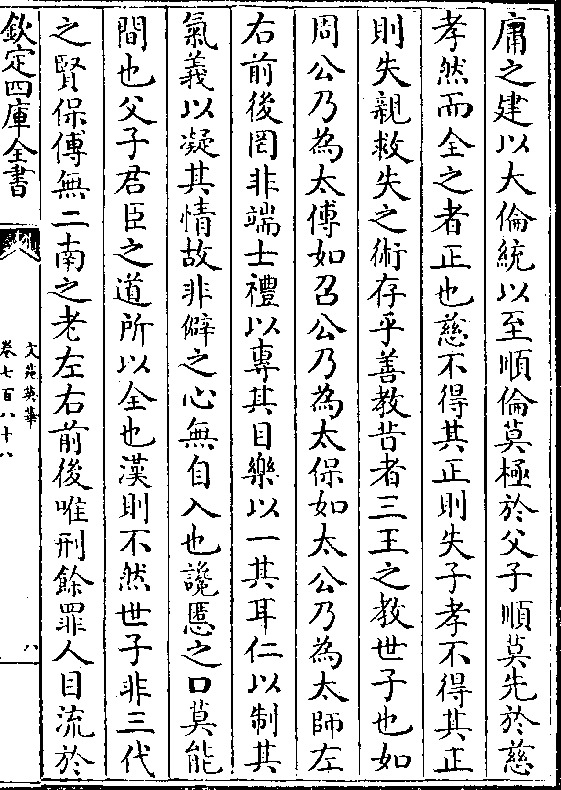 庸之建以大倫統以至順倫莫極於父子順莫先於慈
孝然而全之者正也慈不得其正則失子孝不得其正
則失親救失之術存乎善教昔者三王之教世子也如
周公乃為太傅如召公乃為太保如太公乃為太師左
右前後罔非端士禮以專其目樂以一其耳仁以制其
氣義以凝其情故非僻之心無自入也讒慝之口莫能
間也父子君臣之道所以全也漢則不然世子非三代
之賢保傅無二南之老左右前後唯刑餘罪人目流於
欽定四庫全書
文苑英華
卷七百八十八
八